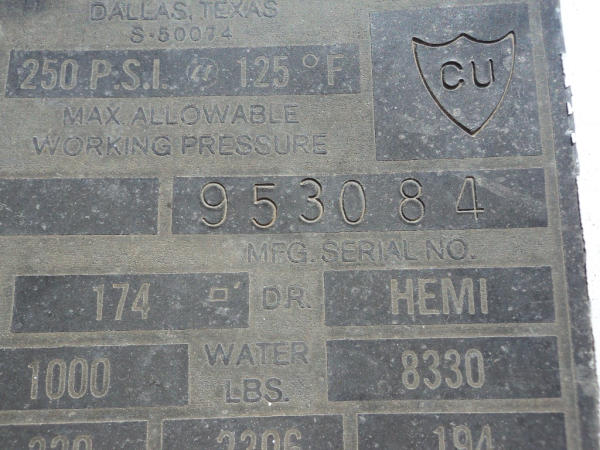 DALLAS, TEXAS
S-50074
250 P.S.I. @ 125 °F
CU
MAX. ALLOWABLE
WORKING PRESSURE
953084
MFG. SERIAL NO.
174 DR. HEMI
1000 WATER LBS. 8330
194